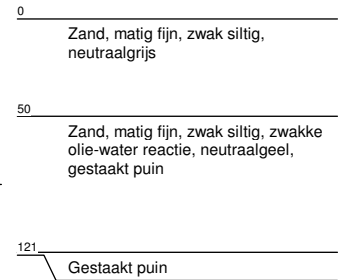 0
Zand, matig fijn, zwak siltig,
neutraalgrijs
50
Zand, matig fijn, zwak siltig, zwakke
olie-water reactie, neutraalgeel,
gestaakt puin
121
Gestaakt puin